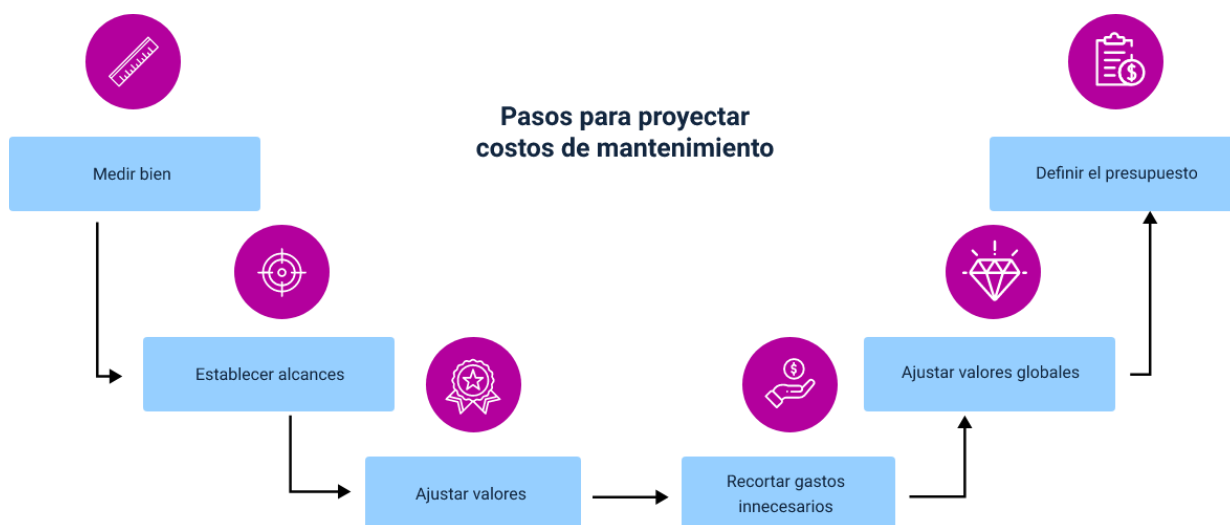 Pasos para proyectar
costos de mantenimiento
Medir bien
Establecer alcances
Ajustar valores
Recortar gastos
innecesarios
Ajustar valores globales
Definir el presupuesto